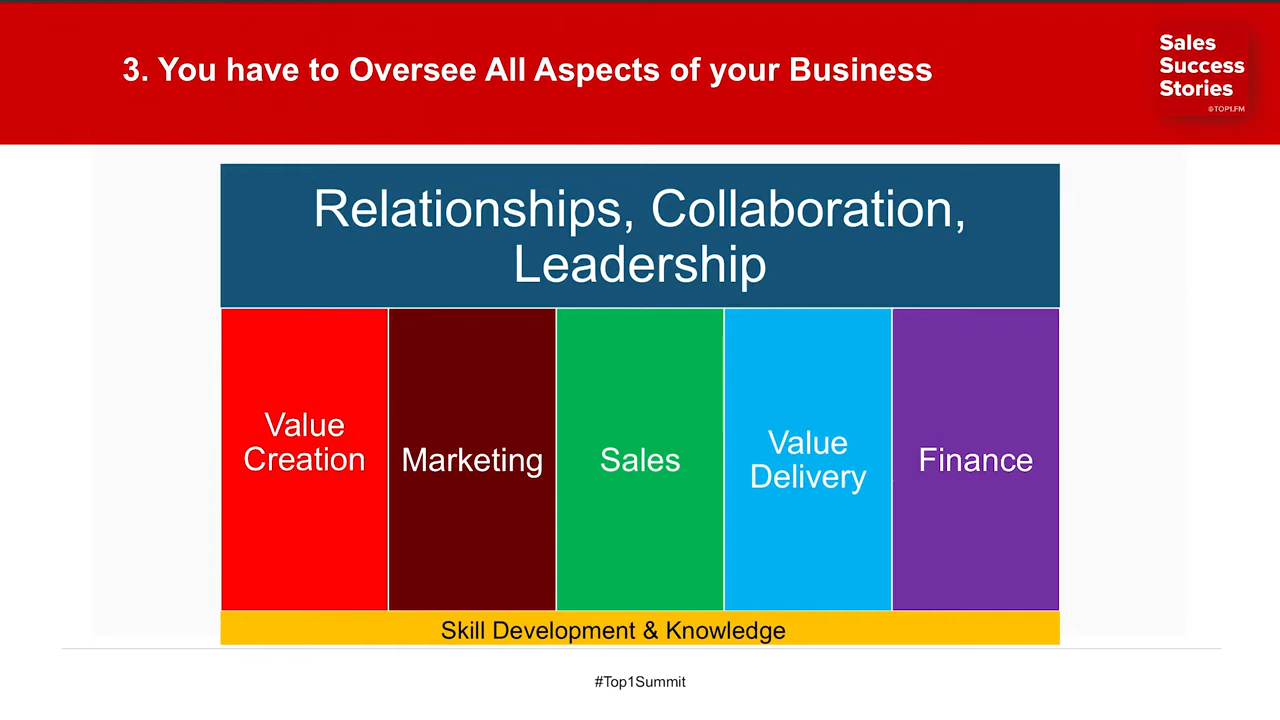 3. You have to Oversee All Aspects of your Business
Sales
Success
Stories
©TOP1.FM
Relationships, Collaboration,
Leadership
Value
Creation
Marketing
Sales
Value
Delivery
Finance
Skill Development & Knowledge
#Top1Summit